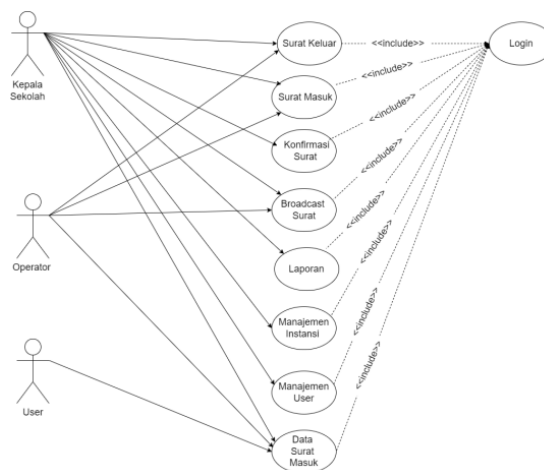 Surat Keluar
<<include>>
Login
Kepala
Sekolah
Surat Masuk
<<include>>
Konfirmasi
Surat
<<include>>
Broadcast
Surat
<<include>>
Operator
Laporan
<<include>>
Manajemen
Instansi
<<include>>
User
Manajemen
User
<<include>>
Data
Surat
Masuk
<<include>>